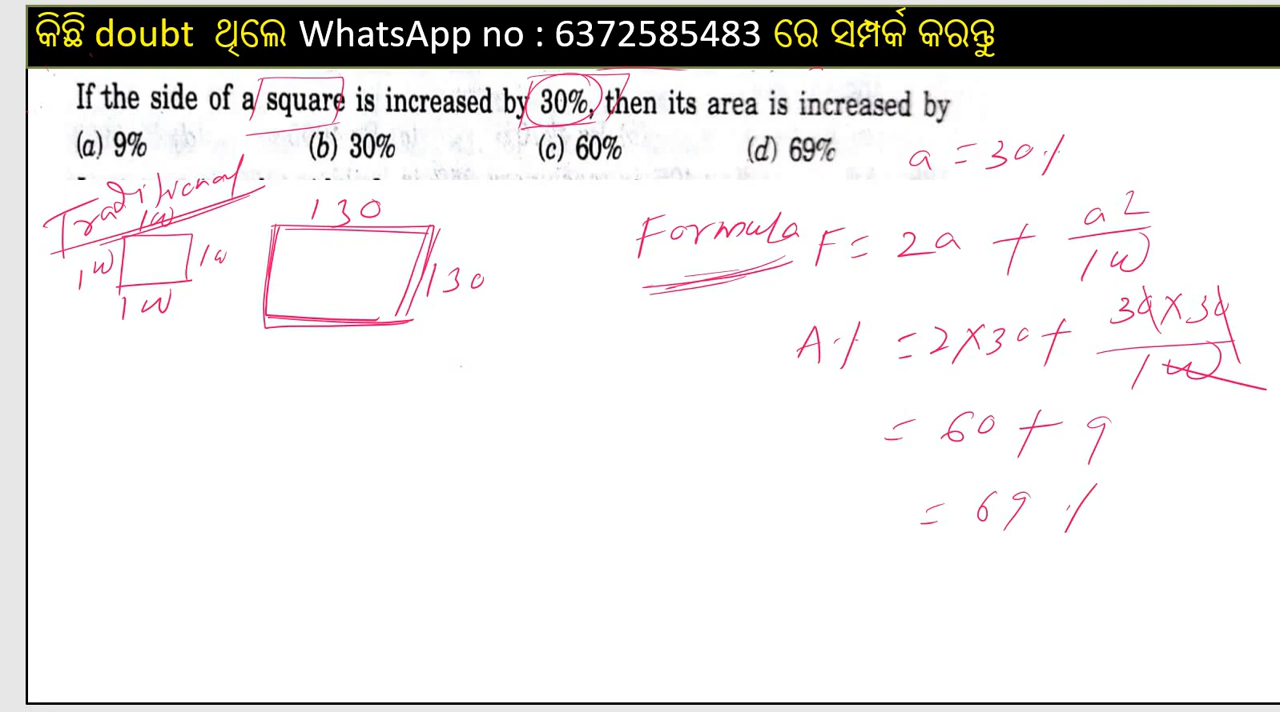 କିଛି doubt ଥିଲେ WhatsApp no : 6372585483 ରେ ସମ୍ପର୍କ କରନ୍ତୁ
If the side of a square is increased by 30%, then its area is increased by
(a) 9% (b) 30% (c) 60% (d) 69%
a = 30%
Traditional
100
100 100
100
130
130
Formula F = 2a + a2/100
A% = 2×30+ 30×30/100
= 60 + 9
= 69 %